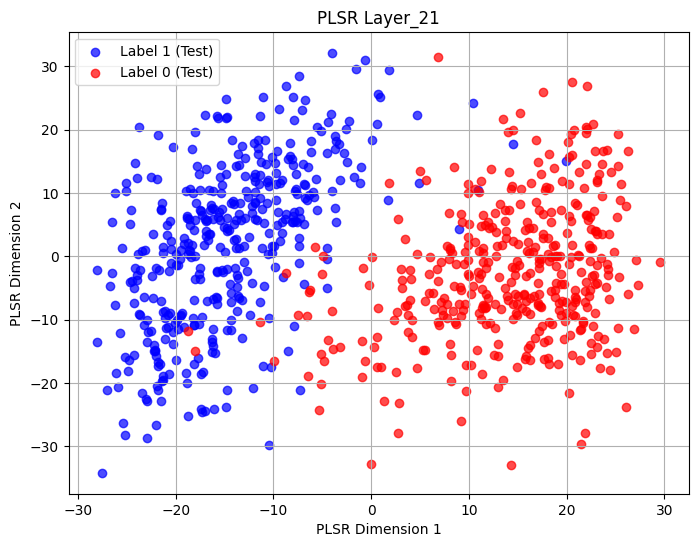 PLSR Layer_21
Label 1 (Test)
Label 0 (Test)
30
20
10
0
−10
−20
−30
PLSR Dimension 2
−30
−20
−10
0
10
20
30
PLSR Dimension 1